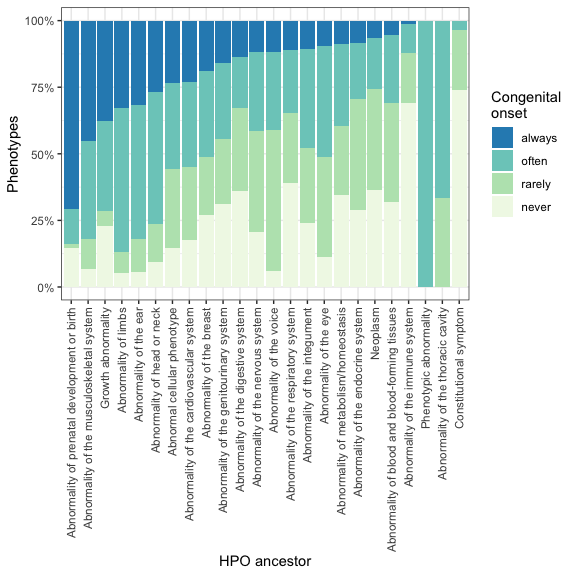 100%
75%
50%
25%
0%
Phenotypes
Abnormality of prenatal development or birth
Abnormality of the musculoskeletal system
Growth abnormality
Abnormality of limbs
Abnormality of the ear
Abnormality of head or neck
Abnormal cellular phenotype
Abnormality of the cardiovascular system
Abnormality of the breast
Abnormality of the genitourinary system
Abnormality of the digestive system
Abnormality of the nervous system
Abnormality of the voice
Abnormality of the respiratory system
Abnormality of the integument
Abnormality of the eye
Abnormality of metabolism/homeostasis
Abnormality of the endocrine system
Neoplasm
Abnormality of blood and blood-forming tissues
Abnormality of the immune system
Phenotypic abnormality
Abnormality of the thoracic cavity
Constitutional symptom
HPO ancestor
Congenital
onset
always
often
rarely
never